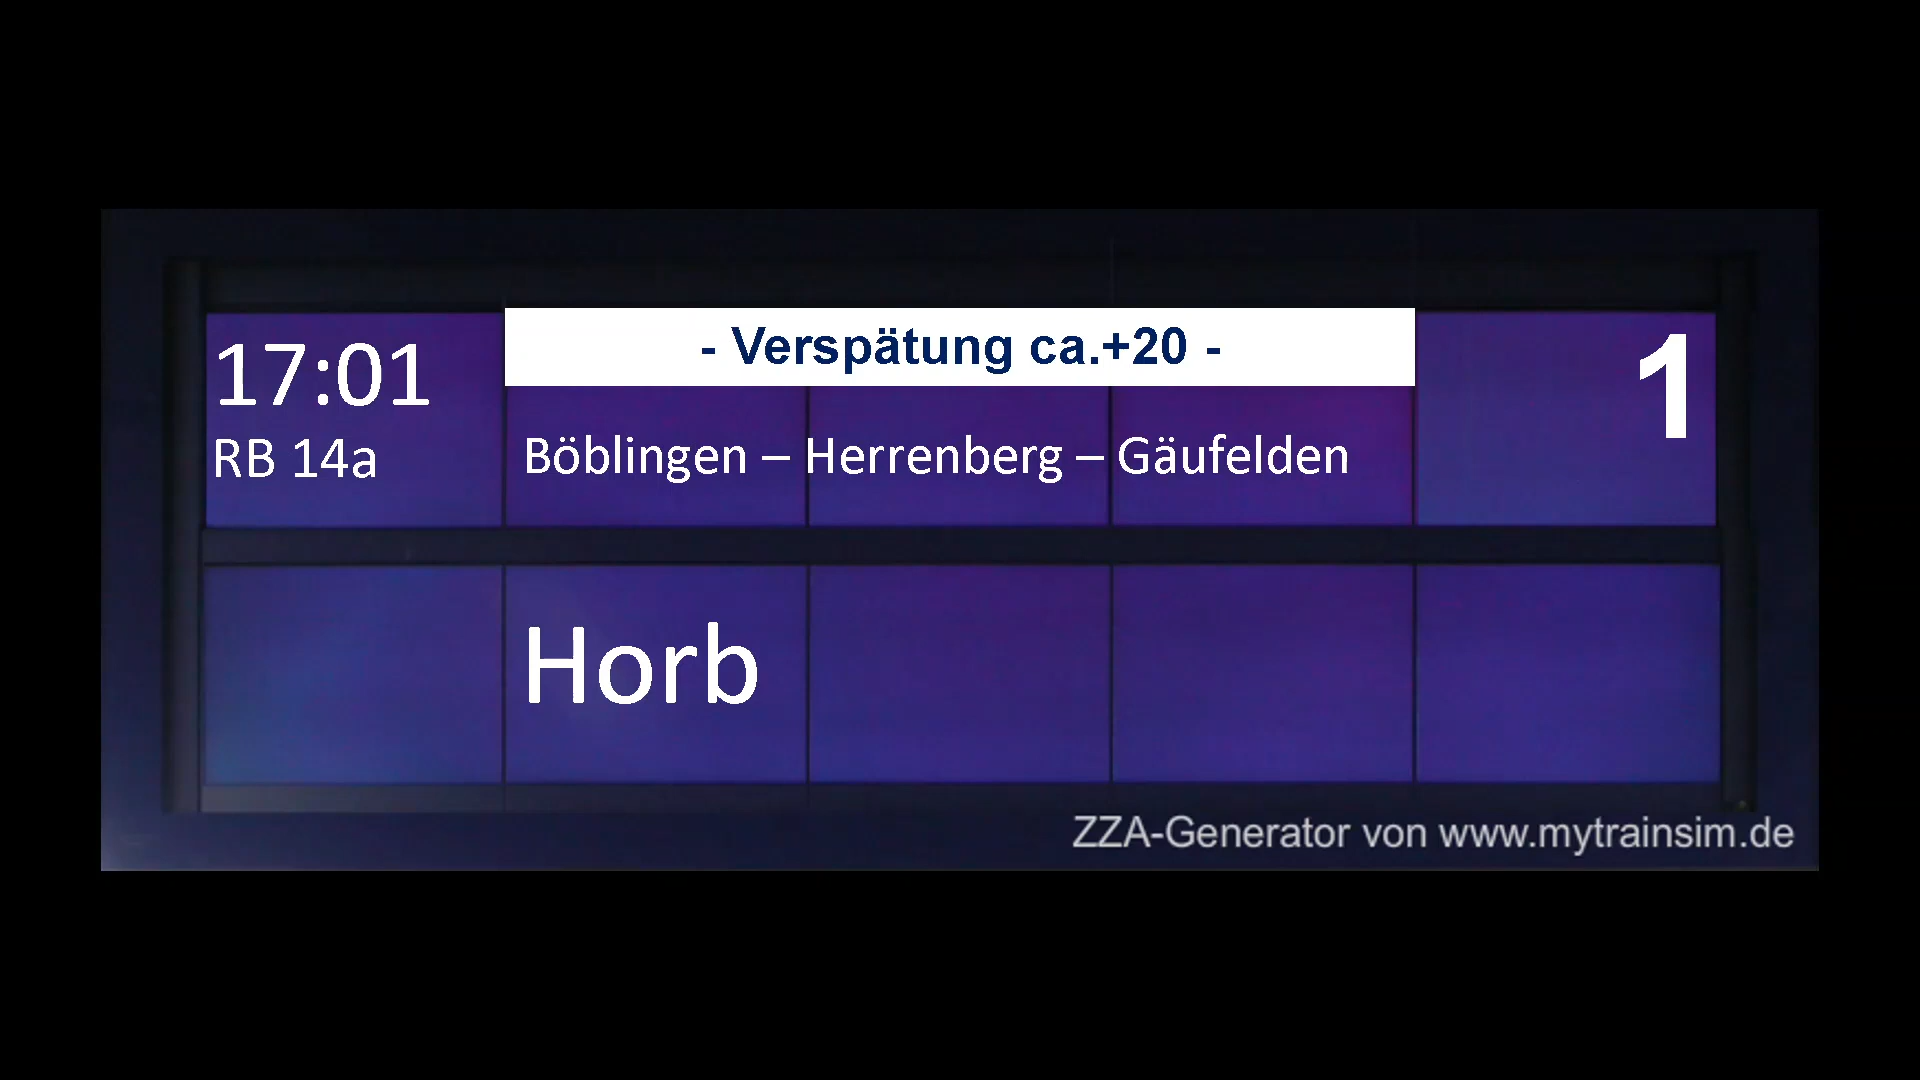 17:01
- Verspätung ca.+20 -
1
RB 14a
Böblingen – Herrenberg – Gäufelden
Horb
ZZA-Generator von www.mytrainsim.de